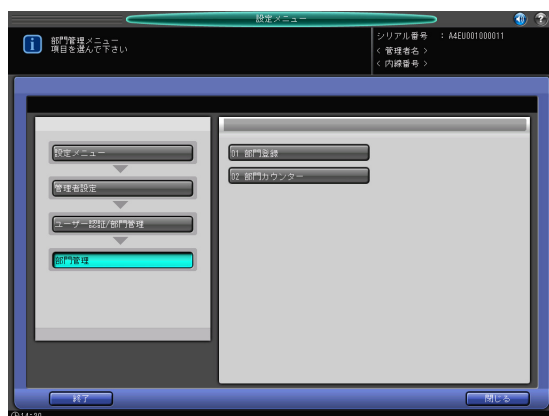 設定メニュー
部門管理メニュー
項目を選んで下さい
シリアル番号 : A4EU001000011
< 管理者名 >
< 内線番号 >
設定メニュー
管理者設定
ユーザー認証/部門管理
部門管理
01 部門登録
02 部門カウンター
終了
閉じる
14:30